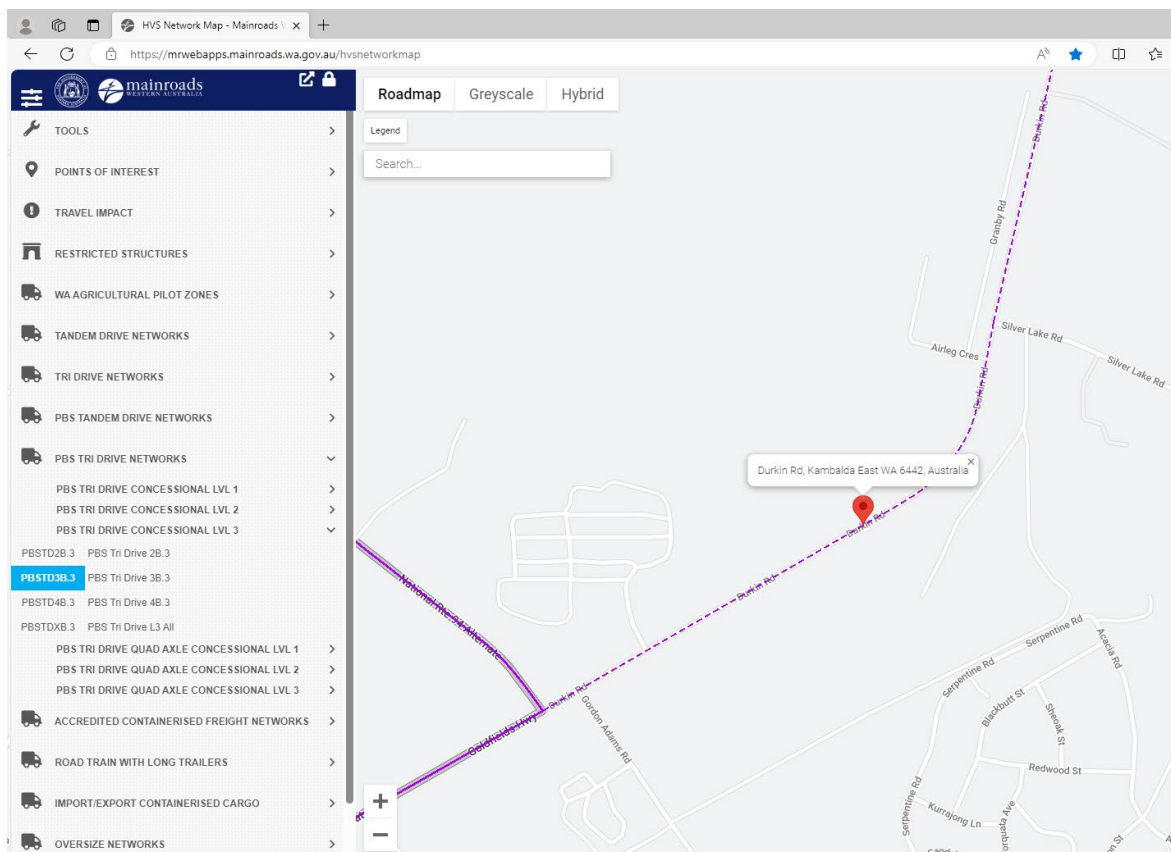 HVS Network Map - Mainroads
https://mrwebapps.mainroads.wa.gov.au/hvsnetworkmap
mainroads
WESTERN AUSTRALIA
TOOLS
POINTS OF INTEREST
TRAVEL IMPACT
RESTRICTED STRUCTURES
WA AGRICULTURAL PILOT ZONES
TANDEM DRIVE NETWORKS
TRI DRIVE NETWORKS
PBS TANDEM DRIVE NETWORKS
PBS TRI DRIVE NETWORKS
PBS TRI DRIVE CONCESSIONAL LVL 1
PBS TRI DRIVE CONCESSIONAL LVL 2
PBS TRI DRIVE CONCESSIONAL LVL 3
PBSTD2B.3 PBS Tri Drive 2B.3
PBSTD3B.3 PBS Tri Drive 3B.3
PBSTD4B.3 PBS Tri Drive 4B.3
PBSTDXB.3 PBS Tri Drive L3 All
PBS TRI DRIVE QUAD AXLE CONCESSIONAL LVL 1
PBS TRI DRIVE QUAD AXLE CONCESSIONAL LVL 2
PBS TRI DRIVE QUAD AXLE CONCESSIONAL LVL 3
ACCREDITED CONTAINERISED FREIGHT NETWORKS
ROAD TRAIN WITH LONG TRAILERS
IMPORT/EXPORT CONTAINERISED CARGO
OVERSIZE NETWORKS
Roadmap Greyscale Hybrid
Legend
Search...
Durkin Rd
Granby Rd
Silver Lake Rd
Airleg Cres
Silver Lake Rd
Durkin Rd
Durkin Rd, Kambalda East WA 6442, Australia
Durkin Rd
National Rte 94 Alternate
Durkin Rd
Serpentine Rd
Acacia Rd
Serpentine Rd
Durkin Rd
Goldfields Hwy
Gordon Adams Rd
Blackbutt St
Sheoak St
Redwood St
Serpentine Rd
Kurrajong Ln